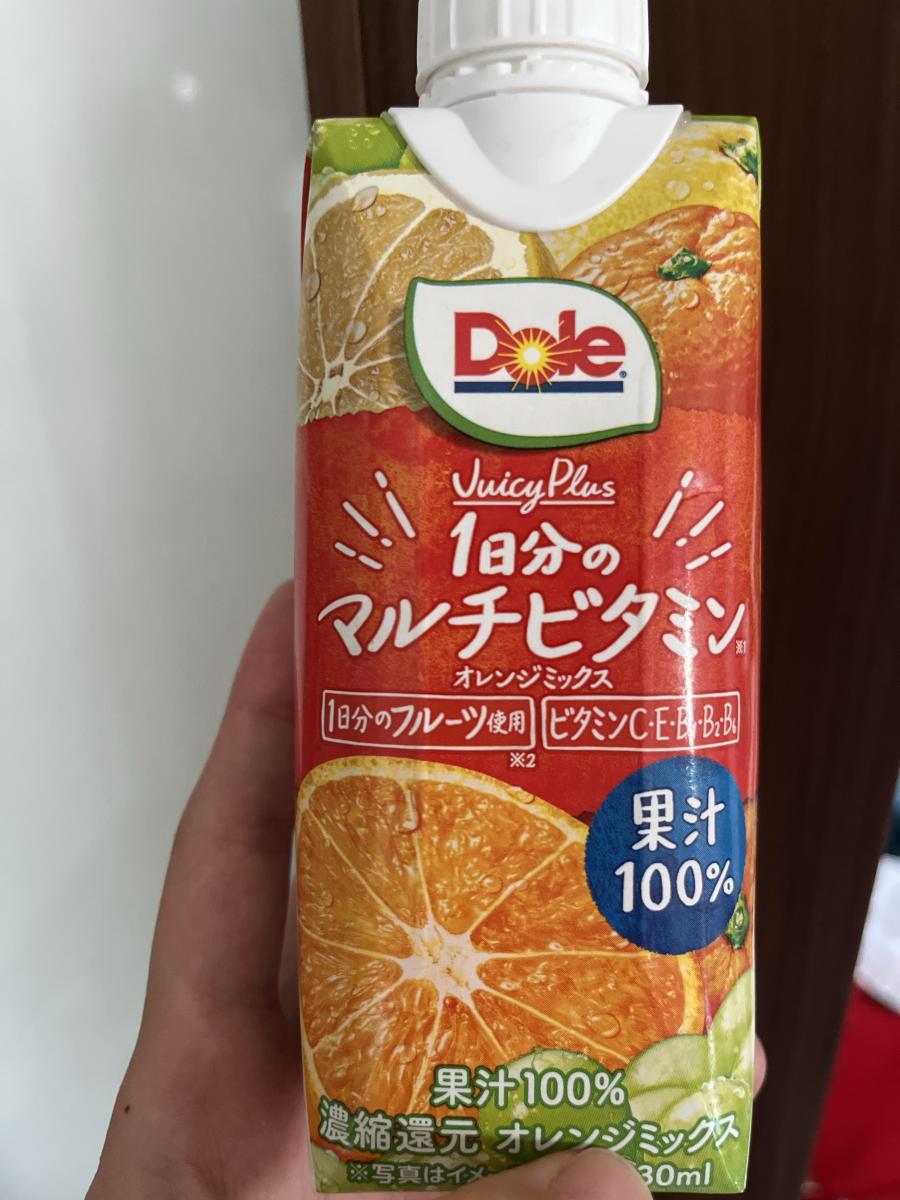 Dole
Juicy Plus
1日分の
マルチビタミン※1
オレンジミックス
1日分のフルーツ使用 ビタミンC・E・B1・B2・B6
※2
果汁
100%
果汁100%
濃縮還元 オレンジミックス
※写真はイメ 30ml